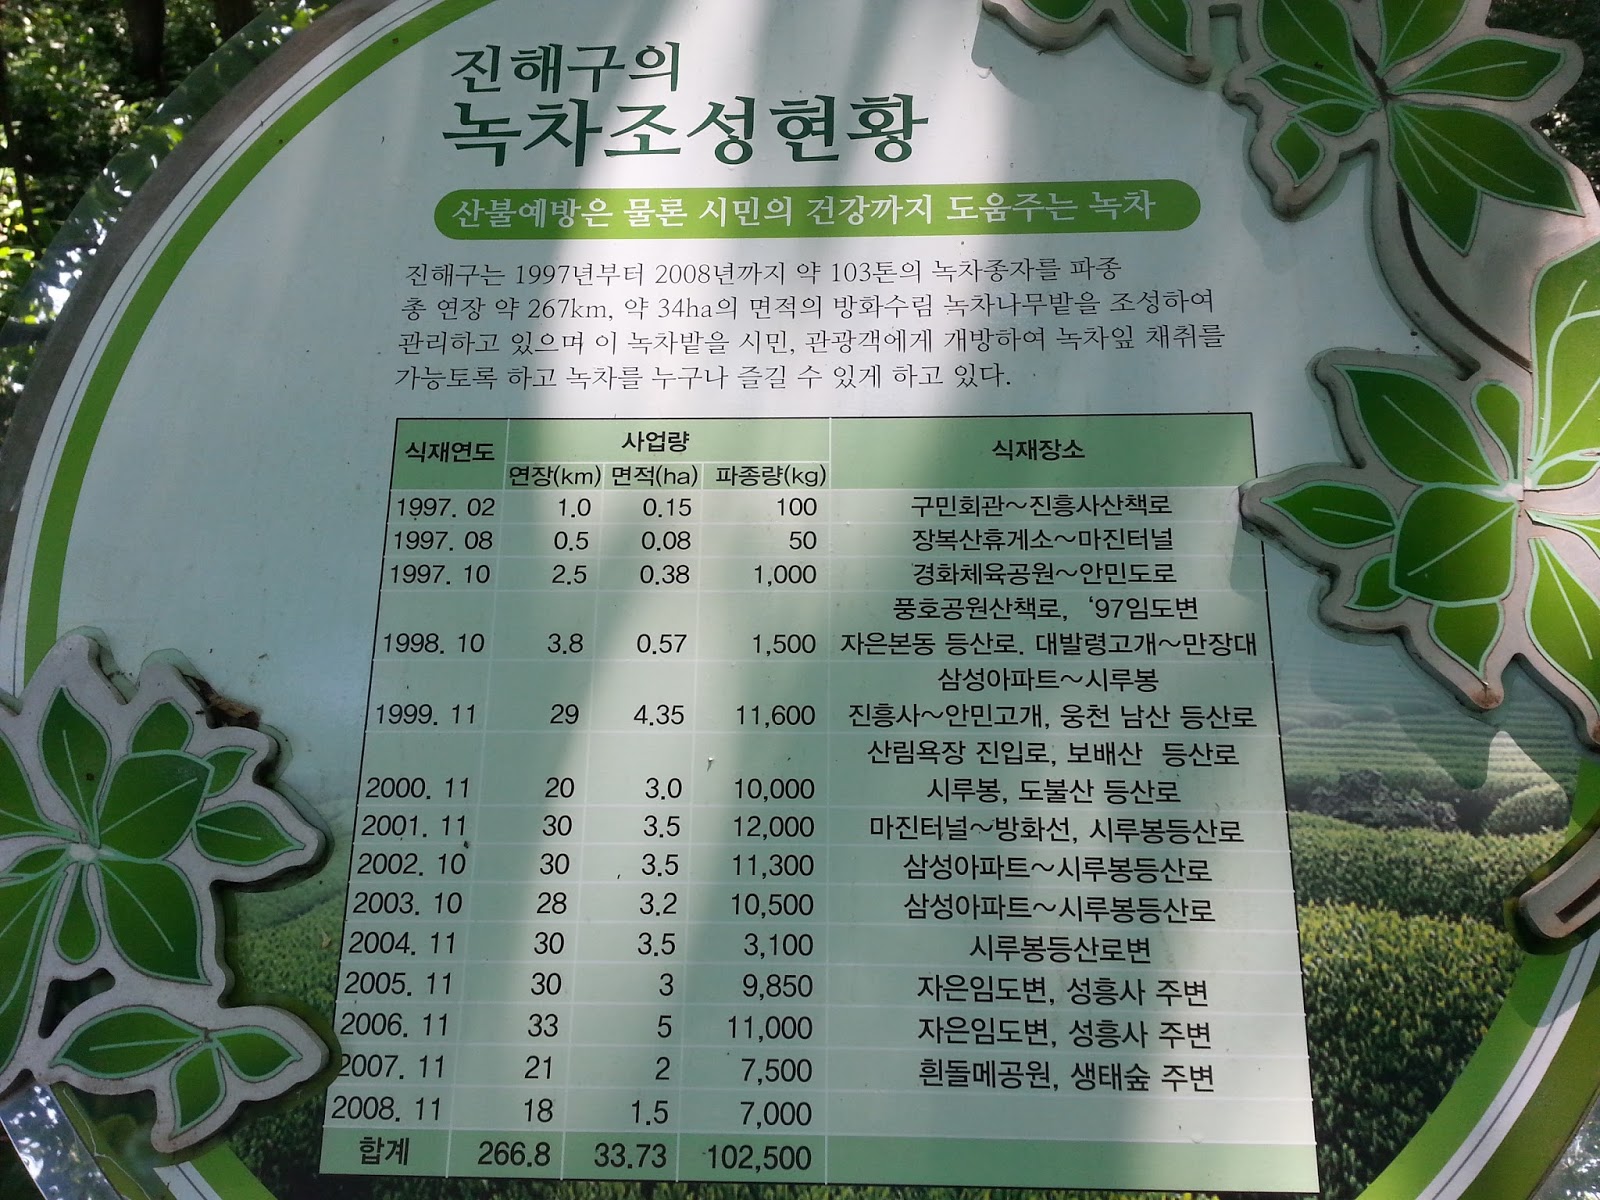 진해구의
녹차조성현황
산불예방은 물론 시민의 건강까지 도움주는 녹차
진해구는 1997년부터 2008년까지 약 103톤의 녹차종자를 파종
총 연장 약 267km, 약 34ha의 면적의 방화수림 녹차나무밭을 조성하여
관리하고 있으며 이 녹차밭을 시민, 관광객에게 개방하여 녹차잎 채취를
가능토록 하고 녹차를 누구나 즐길 수 있게 하고 있다.
식재연도 사업량 식재장소
연장(km) 면적(ha) 파종량(kg)
1997. 02 1.0 0.15 100 구민회관~진흥사산책로
1997. 08 0.5 0.08 50 장복산휴게소~마진터널
1997. 10 2.5 0.38 1,000 경화체육공원~안민도로
풍호공원산책로, '97임도변
1998. 10 3.8 0.57 1,500 자은본동 등산로. 대발령고개~만장대
삼성아파트~시루봉
1999. 11 29 4.35 11,600 진흥사~안민고개, 웅천 남산 등산로
산림욕장 진입로, 보배산 등산로
2000. 11 20 3.0 10,000 시루봉, 도불산 등산로
2001. 11 30 3.5 12,000 마진터널~방화선, 시루봉등산로
2002. 10 30 3.5 11,300 삼성아파트~시루봉등산로
2003. 10 28 3.2 10,500 삼성아파트~시루봉등산로
2004. 11 30 3.5 3,100 시루봉등산로변
2005. 11 30 3 9,850 자은임도변, 성흥사 주변
2006. 11 33 5 11,000 자은임도변, 성흥사 주변
2007. 11 21 2 7,500 흰돌메공원, 생태숲 주변
2008. 11 18 1.5 7,000
합계 266.8 33.73 102,500